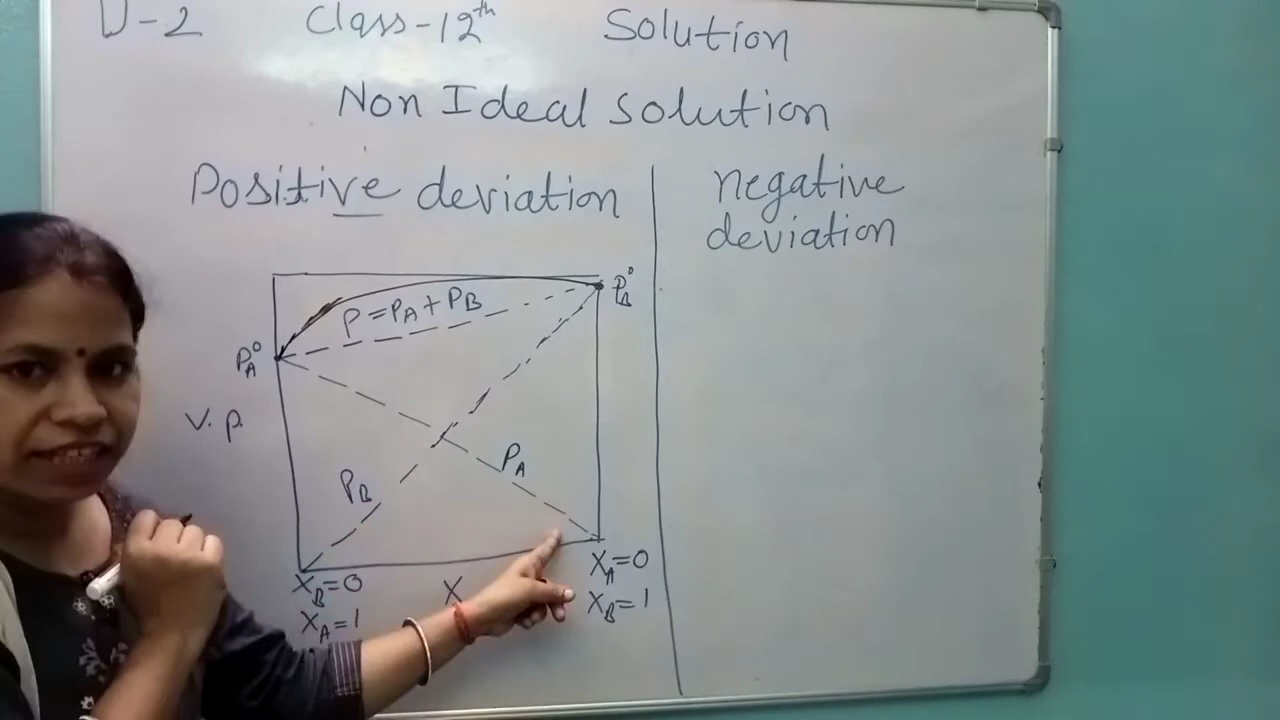 U-2 Class-12th Solution
Non Ideal Solution
Positive deviation
negative
deviation
P°B
P=PA+PB
P°A
V.p.
PA
PB
XB=0
XA=1
X
XA=0
XB=1